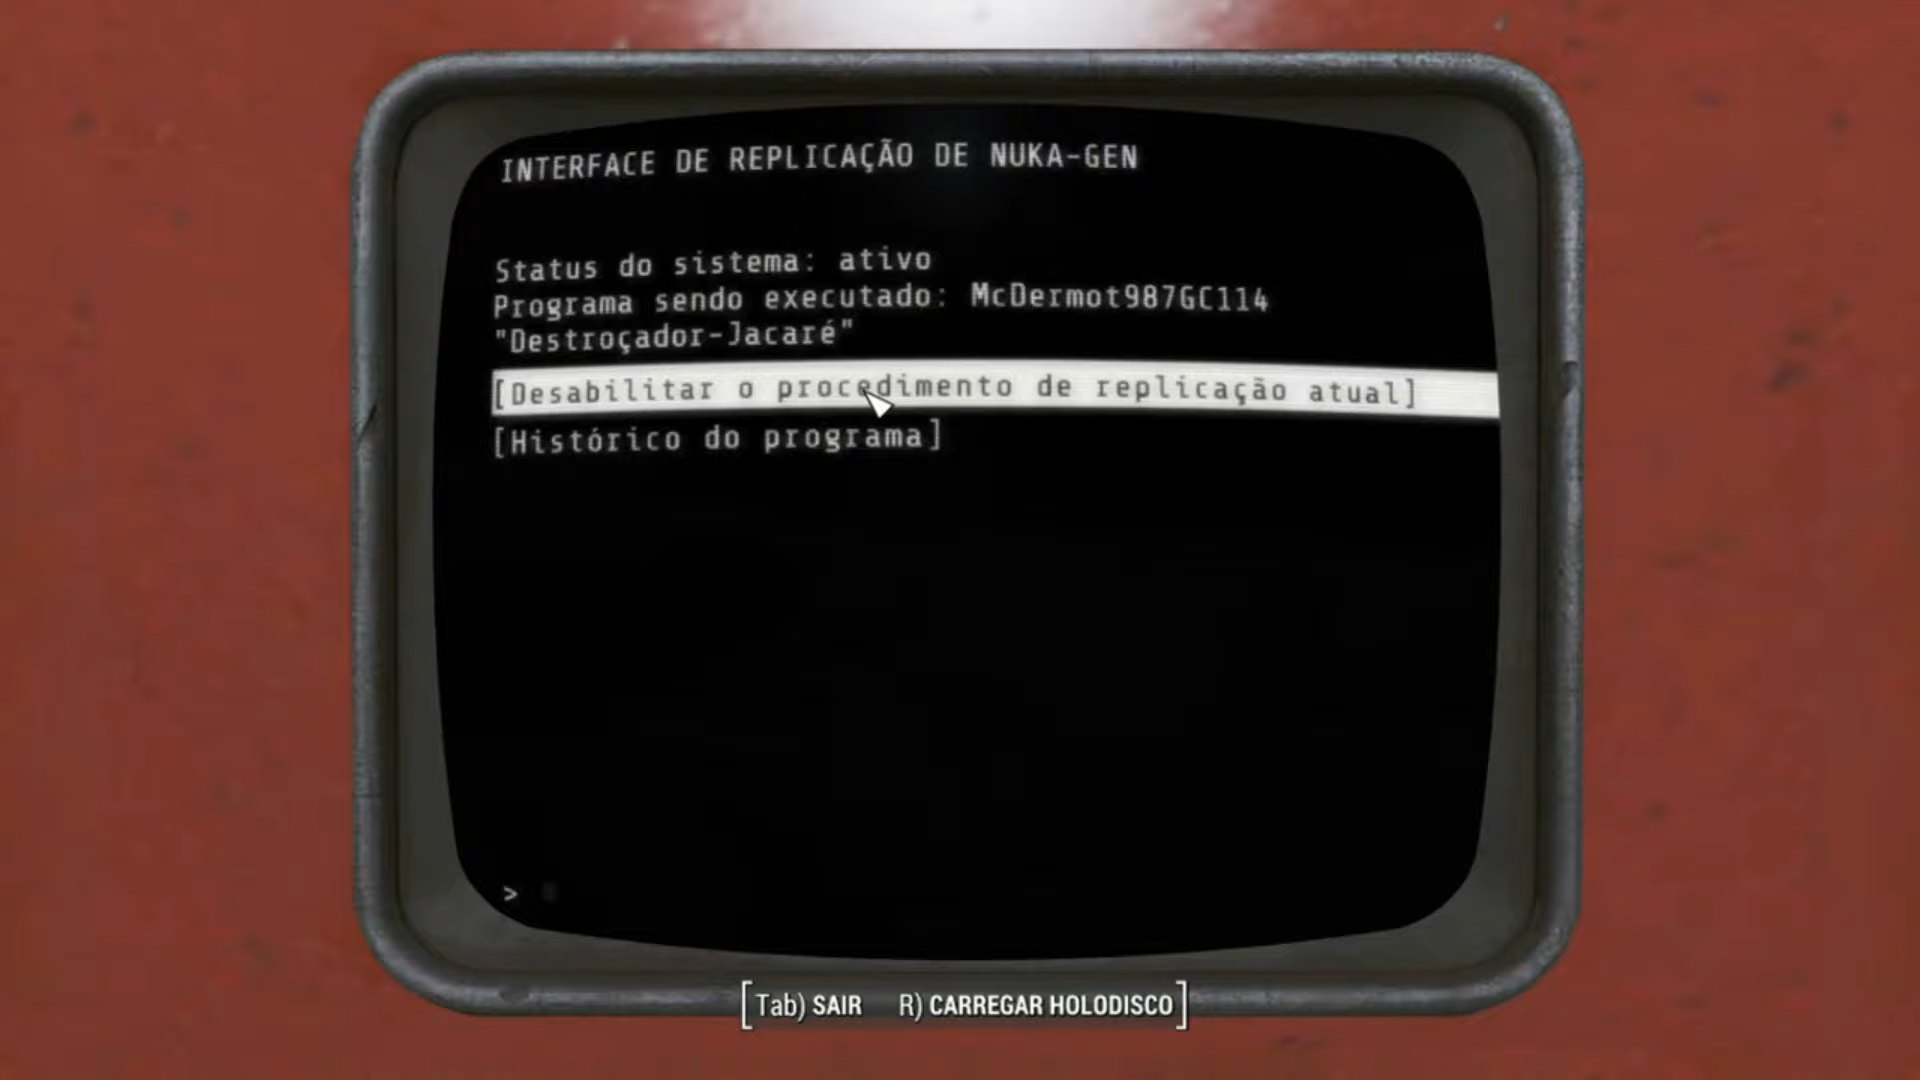 INTERFACE DE REPLICAÇÃO DE NUKA-GEN
Status do sistema: ativo
Programa sendo executado: McDermot987GC114
"Destroçador-Jacaré"
[Desabilitar o procedimento de replicação atual]
[Histórico do programa]
>
[Tab) SAIR R) CARREGAR HOLODISCO]